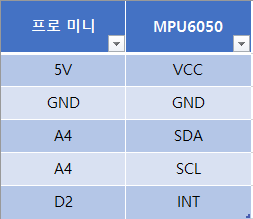 프로 미니 MPU6050
5V VCC
GND GND
A4 SDA
A4 SCL
D2 INT